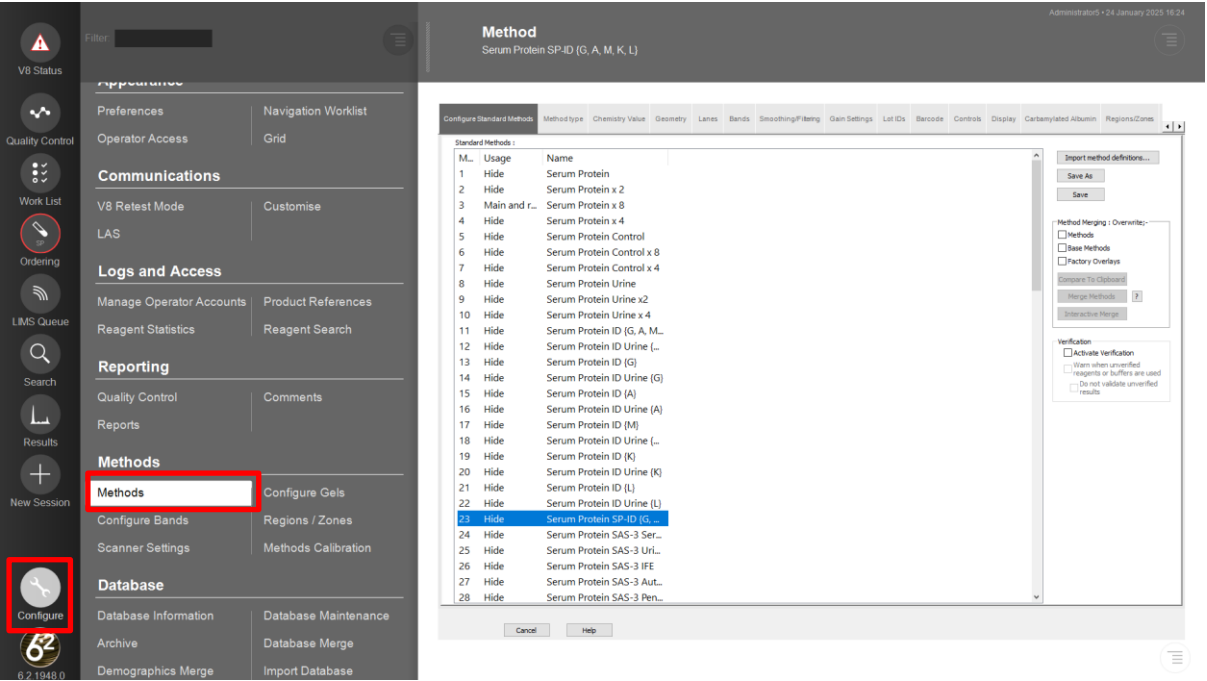 Administrator5 • 24 January 2025 16:24
V8 Status
Quality Control
Work List
SP
Ordering
LIMS Queue
Search
Results
New Session
Configure
6.2
6.2.1948.0
Filter:
Appearance
Preferences
Navigation Worklist
Operator Access
Grid
Communications
V8 Retest Mode
Customise
LAS
Logs and Access
Manage Operator Accounts
Product References
Reagent Statistics
Reagent Search
Reporting
Quality Control
Comments
Reports
Methods
Methods
Configure Gels
Configure Bands
Regions / Zones
Scanner Settings
Methods Calibration
Database
Database Information
Database Maintenance
Archive
Database Merge
Demographics Merge
Import Database
Method
Serum Protein SP-ID {G, A, M, K, L}
Configure Standard Methods Method type Chemistry Value Geometry Lanes Bands Smoothing/Filtering Gain Settings Lot IDs Barcode Controls Display Carbamylated Albumin Regions/Zones
Standard Methods :
M... Usage Name
1 Hide Serum Protein
2 Hide Serum Protein x 2
3 Main and r... Serum Protein x 8
4 Hide Serum Protein x 4
5 Hide Serum Protein Control
6 Hide Serum Protein Control x 8
7 Hide Serum Protein Control x 4
8 Hide Serum Protein Urine
9 Hide Serum Protein Urine x2
10 Hide Serum Protein Urine x 4
11 Hide Serum Protein ID {G, A, M...
12 Hide Serum Protein ID Urine {...
13 Hide Serum Protein ID {G}
14 Hide Serum Protein ID Urine {G}
15 Hide Serum Protein ID {A}
16 Hide Serum Protein ID Urine {A}
17 Hide Serum Protein ID {M}
18 Hide Serum Protein ID Urine {...
19 Hide Serum Protein ID {K}
20 Hide Serum Protein ID Urine {K}
21 Hide Serum Protein ID {L}
22 Hide Serum Protein ID Urine {L}
23 Hide Serum Protein SP-ID {G, ...
24 Hide Serum Protein SAS-3 Ser...
25 Hide Serum Protein SAS-3 Uri...
26 Hide Serum Protein SAS-3 IFE
27 Hide Serum Protein SAS-3 Aut...
28 Hide Serum Protein SAS-3 Pen...
Import method definitions...
Save As
Save
Method Merging : Overwrite;-
Methods
Base Methods
Factory Overlays
Compare To Clipboard
Merge Methods ?
Interactive Merge
Verification
Activate Verification
Warn when unverified
reagents or buffers are used
Do not validate unverified
results
Cancel
Help